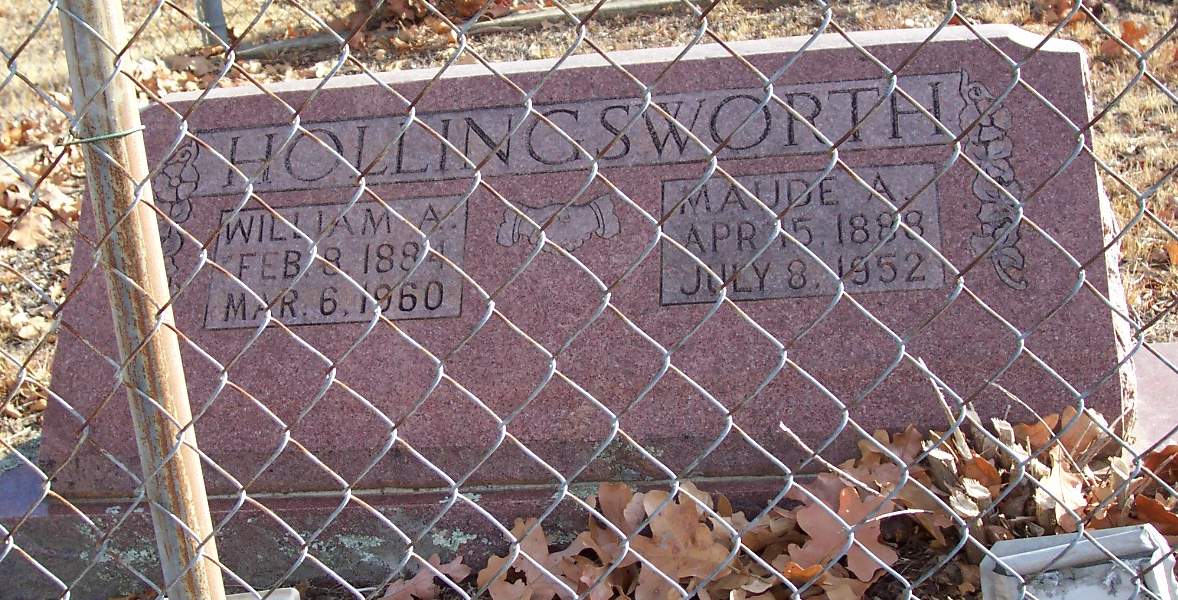 HOLLINGSWORTH
WILLIAM A.
FEB. 8, 1884
MAR. 6, 1960
MAUDE A.
APR. 15, 1888
JULY 8, 1952